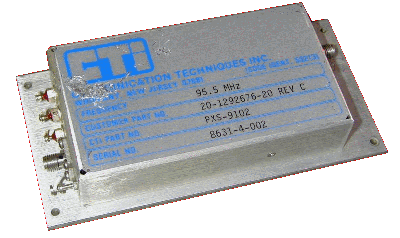 CTI
COMMUNICATION TECHNIQUES INC.
NEW JERSEY
FREQUENCY 95.5 MHz
CUSTOMER PART NO 20-1292676-20 REV C
CTI PART NO. PXS-9102
SERIAL NO. 8631-4-002